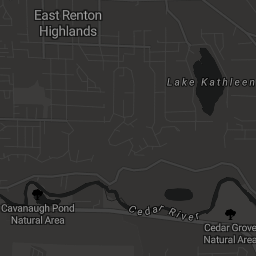 East Renton
Highlands
Lake Kathleen
Cedar River
Cavanaugh Pond
Natural Area
Cedar Grove
Natural Area